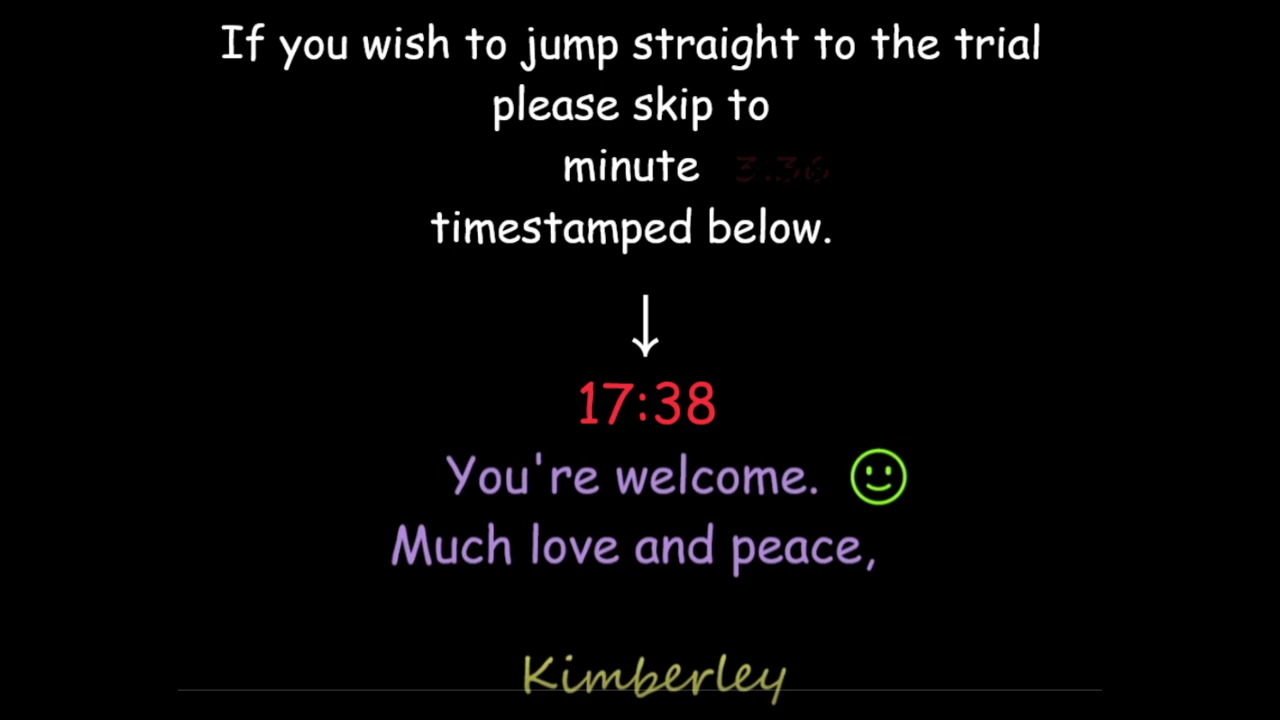 If you wish to jump straight to the trial
please skip to
minute
timestamped below.
↓
17:38
You're welcome. 🙂
Much love and peace,
Kimberley